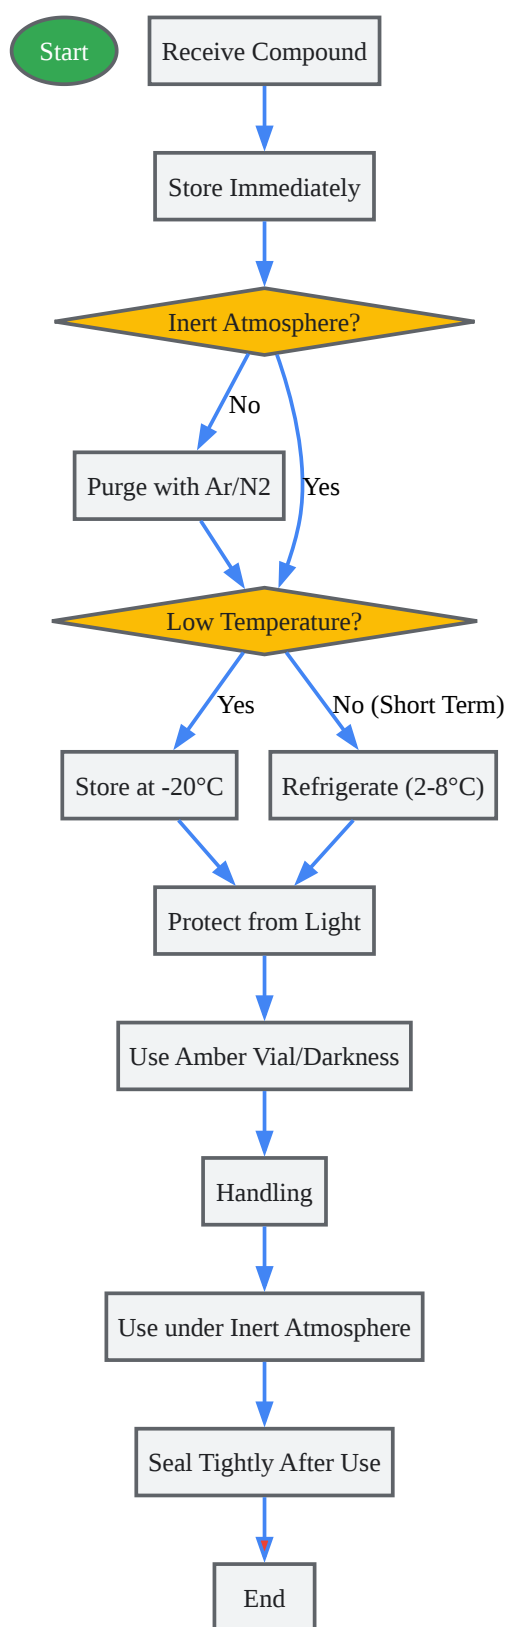 Start
Receive Compound
Store Immediately
Inert Atmosphere?
No
Purge with Ar/N2
Yes
Low Temperature?
Yes
No (Short Term)
Store at -20°C
Refrigerate (2-8°C)
Protect from Light
Use Amber Vial/Darkness
Handling
Use under Inert Atmosphere
Seal Tightly After Use
End